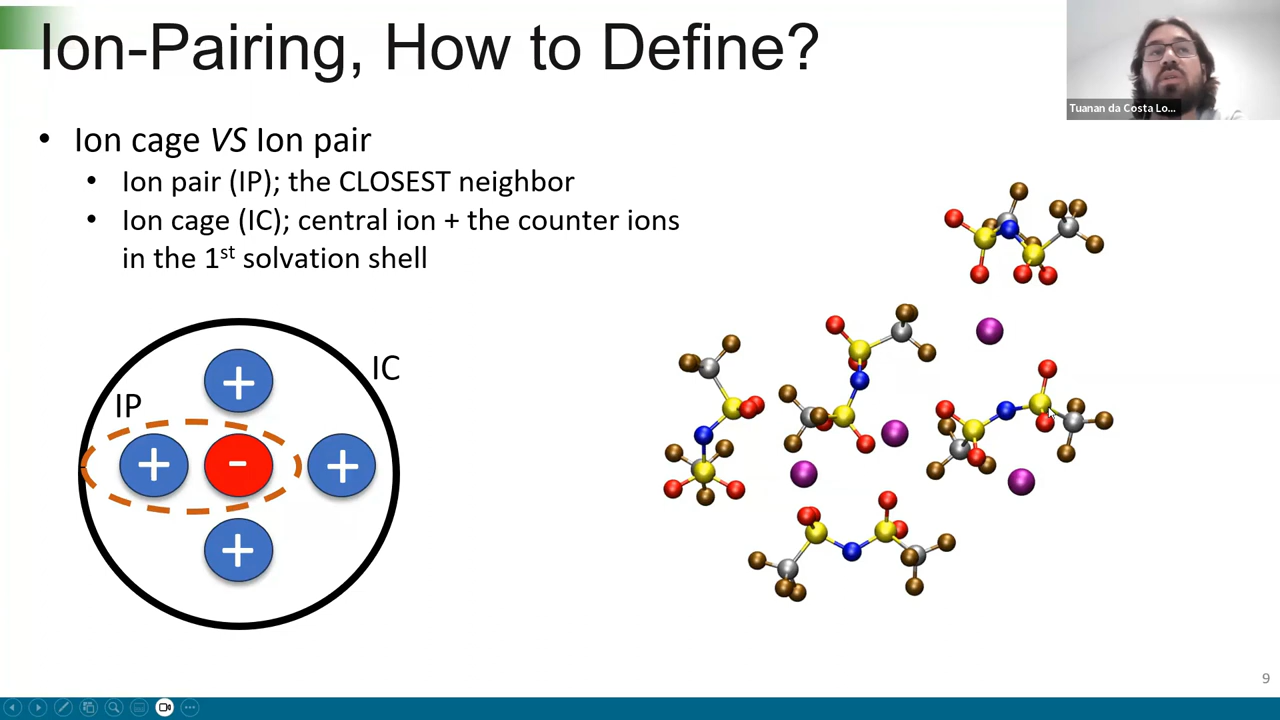 Ion-Pairing, How to Define?
Tuanan da Costa Lo...
• Ion cage VS Ion pair
• Ion pair (IP); the CLOSEST neighbor
• Ion cage (IC); central ion + the counter ions
in the 1st solvation shell
IC
IP
+
+ - +
+
9